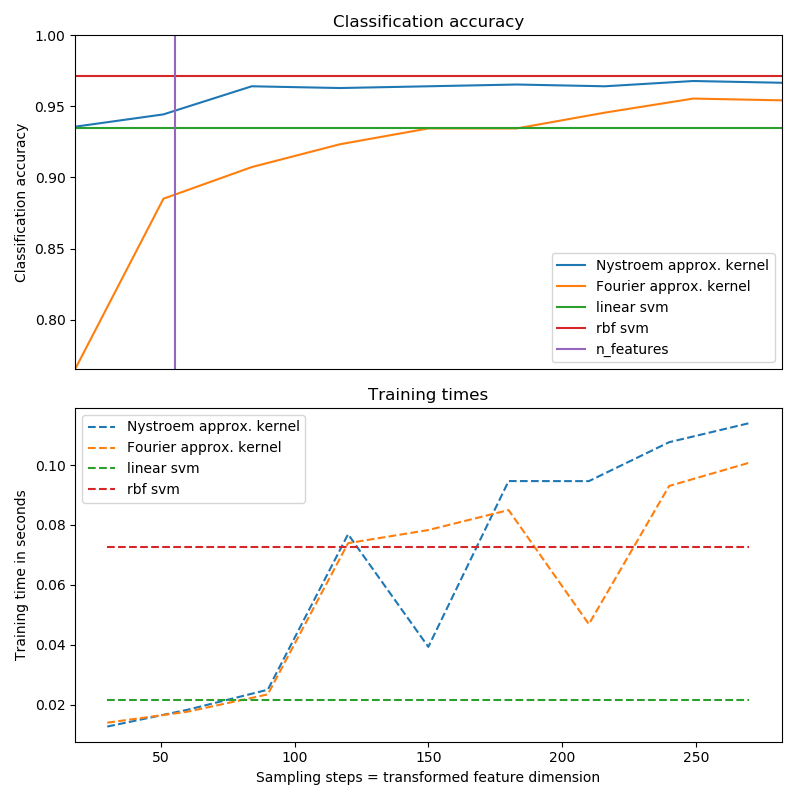 Classification accuracy
1.00
0.95
0.90
0.85
0.80
Classification accuracy
Nystroem approx. kernel
Fourier approx. kernel
linear svm
rbf svm
n_features
Training times
Nystroem approx. kernel
Fourier approx. kernel
linear svm
rbf svm
0.10
0.08
0.06
0.04
0.02
Training time in seconds
50 100 150 200 250
Sampling steps = transformed feature dimension